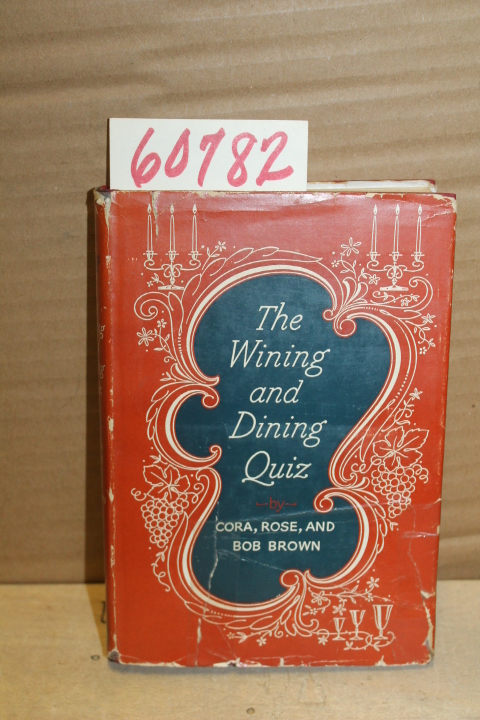 60782
The
Wining
and
Dining
Quiz
by
CORA, ROSE, AND
BOB BROWN